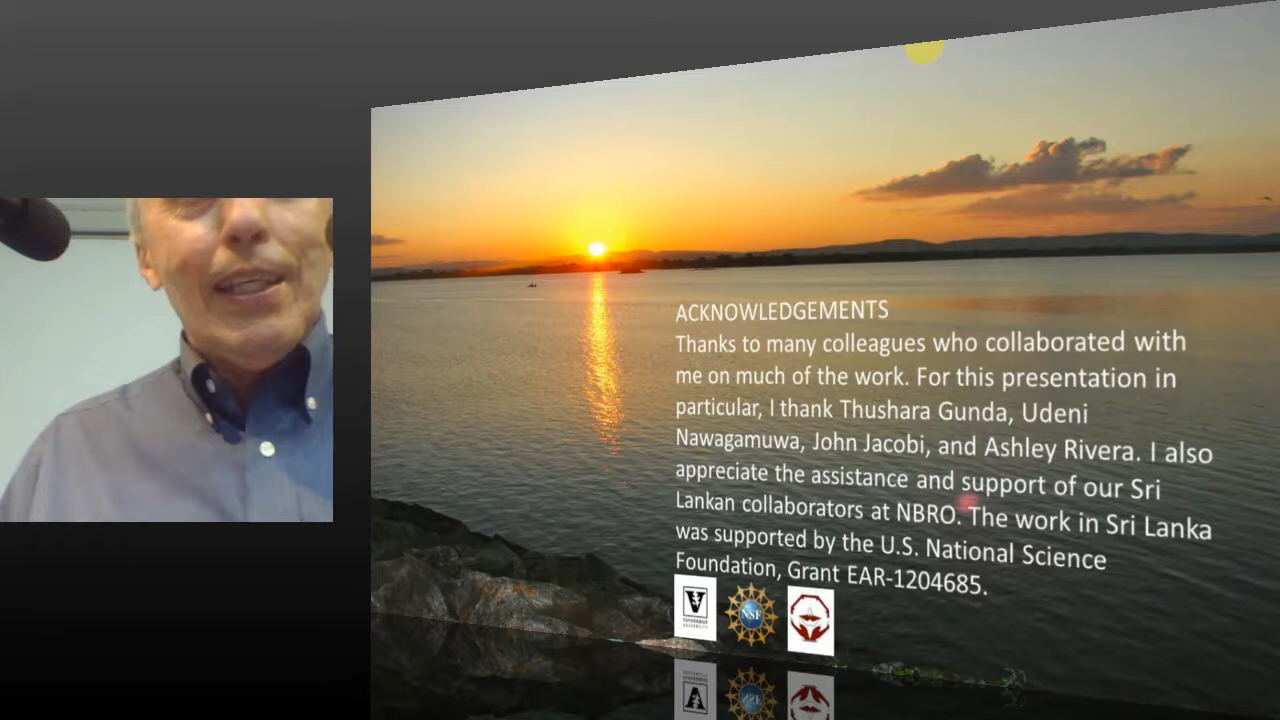 ACKNOWLEDGEMENTS
Thanks to many colleagues who collaborated with
me on much of the work. For this presentation in
particular, I thank Thushara Gunda, Udeni
Nawagamuwa, John Jacobi, and Ashley Rivera. I also
appreciate the assistance and support of our Sri
Lankan collaborators at NBRO. The work in Sri Lanka
was supported by the U.S. National Science
Foundation, Grant EAR-1204685.
V
VANDERBILT
UNIVERSITY
NSF